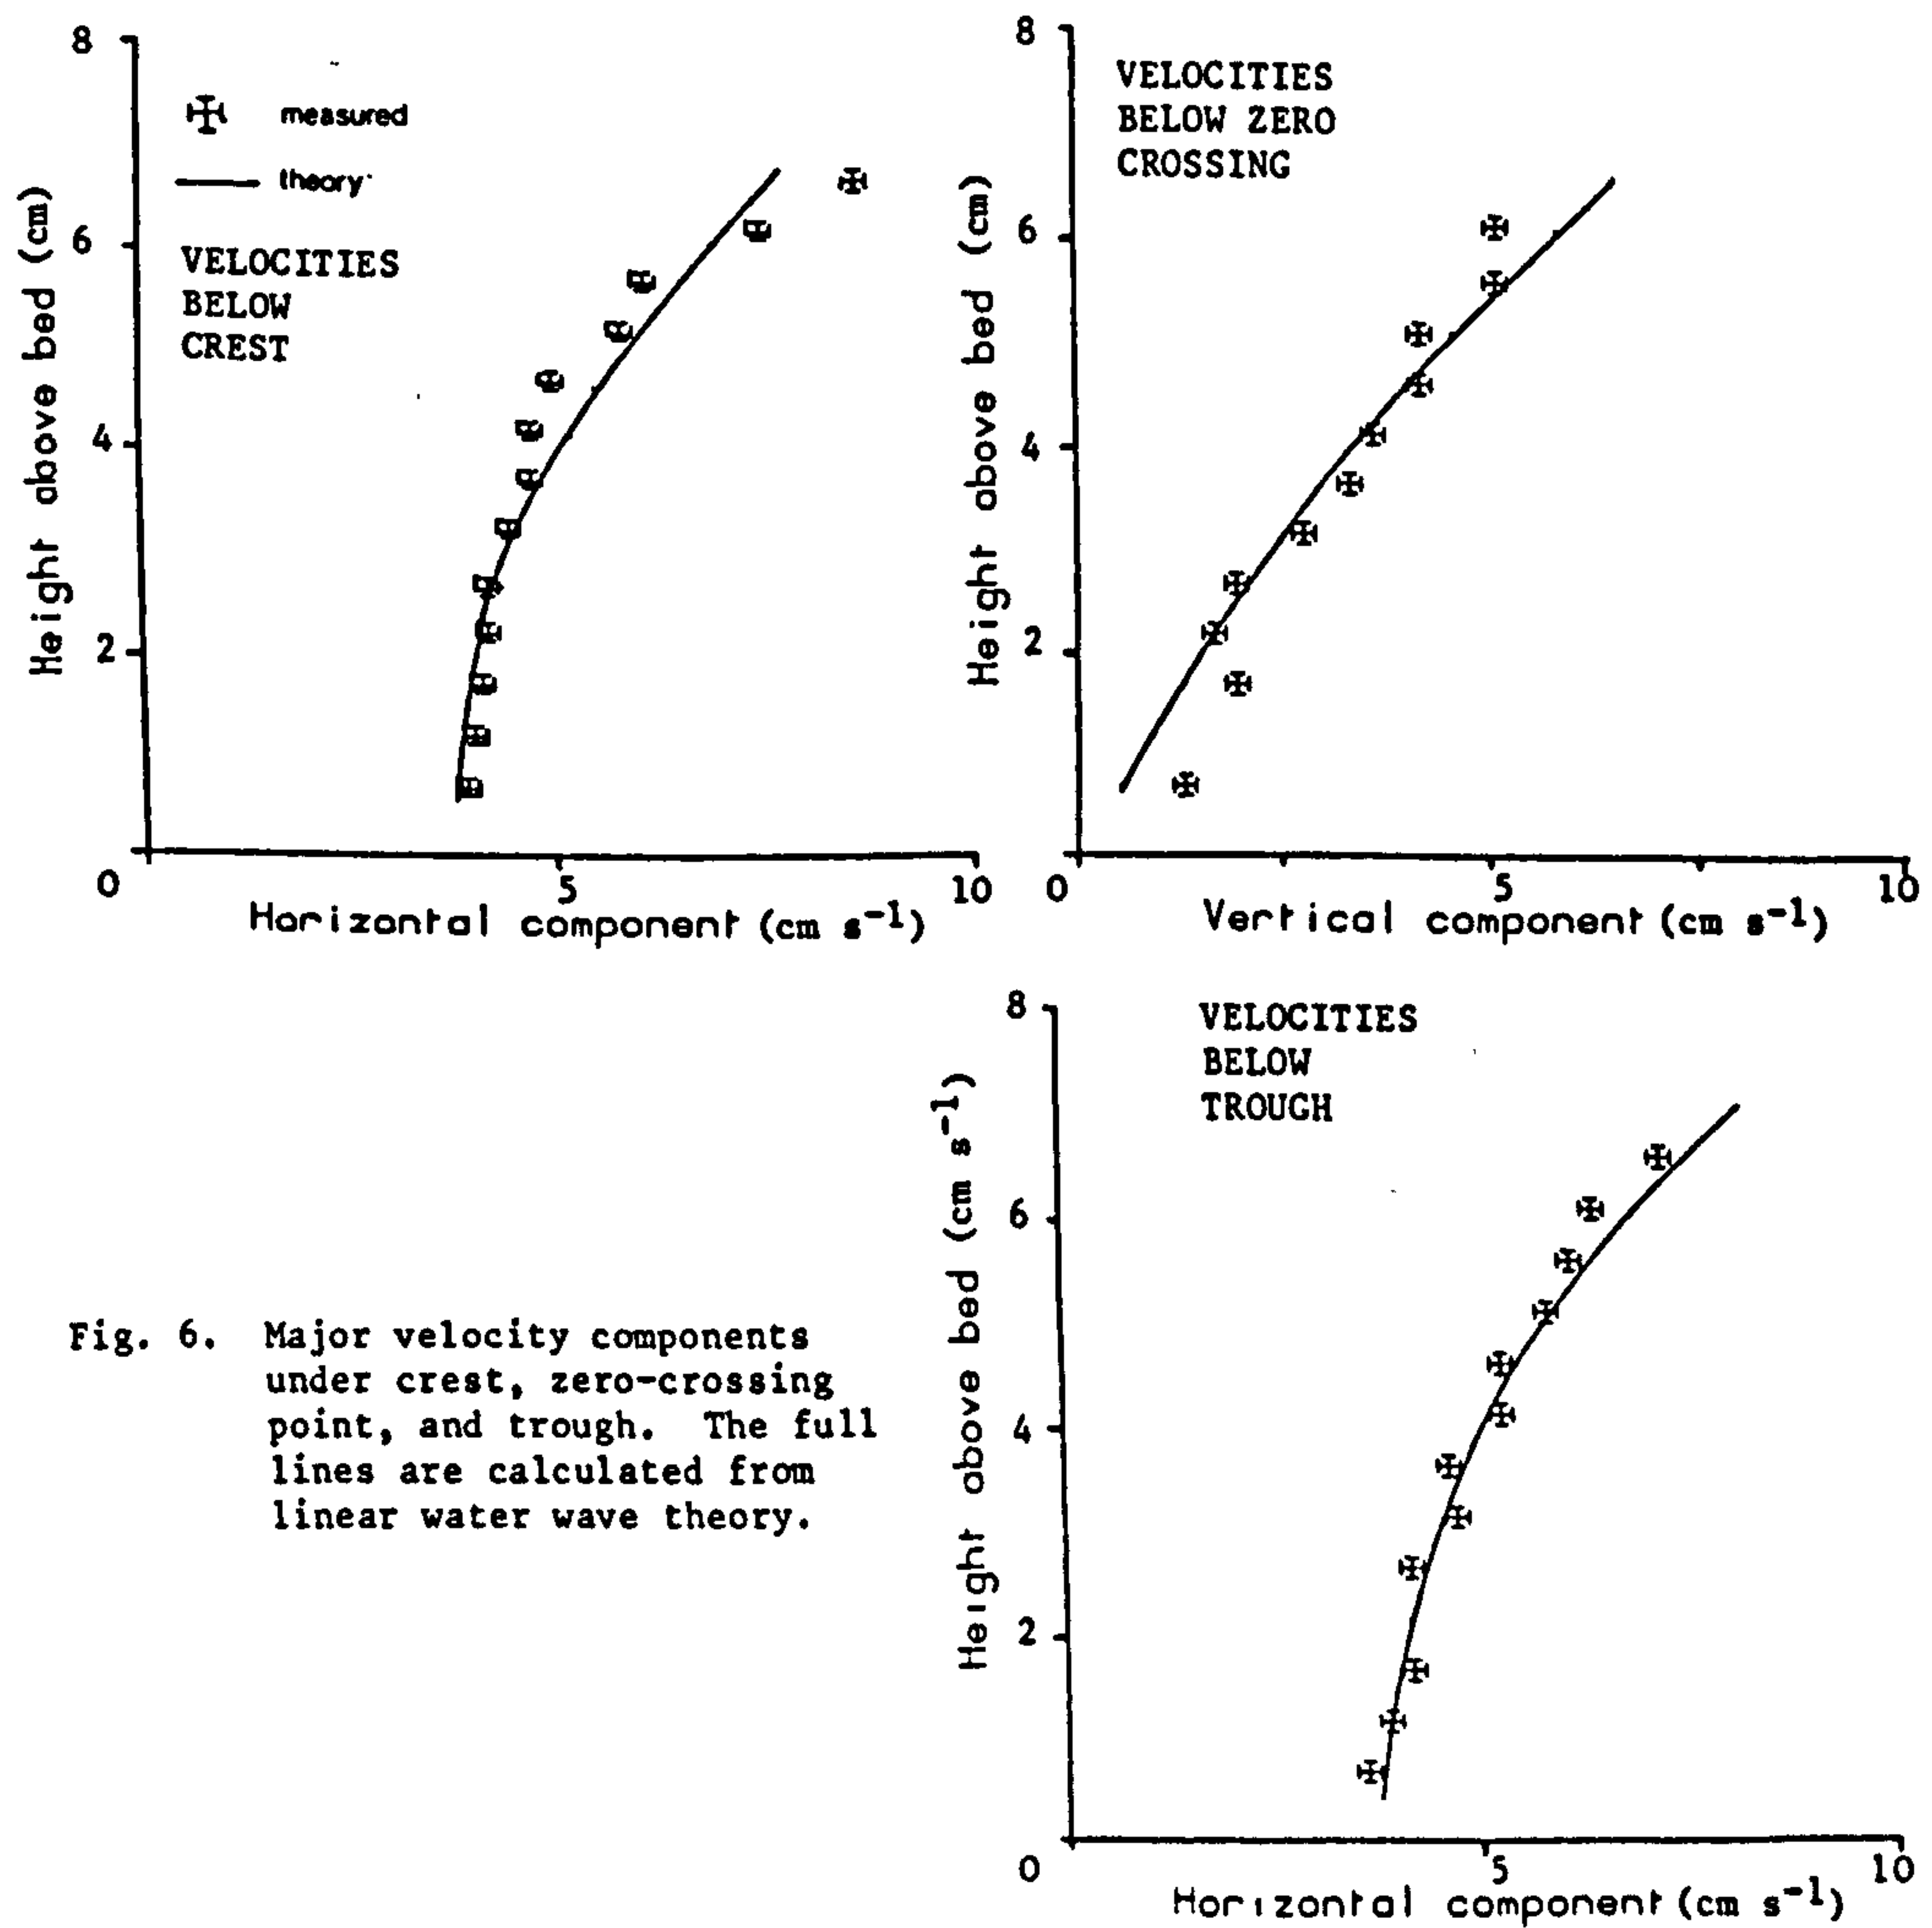 8
6
4
2
0
5
10
measured
theory
VELOCITIES
BELOW
CREST
Height above bed (cm)
Horizontal component (cm s⁻¹)
8
6
4
2
0
5
10
VELOCITIES
BELOW ZERO
CROSSING
Height above bed (cm)
Vertical component (cm s⁻¹)
8
6
4
2
0
5
10
VELOCITIES
BELOW
TROUGH
Height above bed (cm s⁻¹)
Horizontal component (cm s⁻¹)
Fig. 6. Major velocity components
under crest, zero-crossing
point, and trough. The full
lines are calculated from
linear water wave theory.